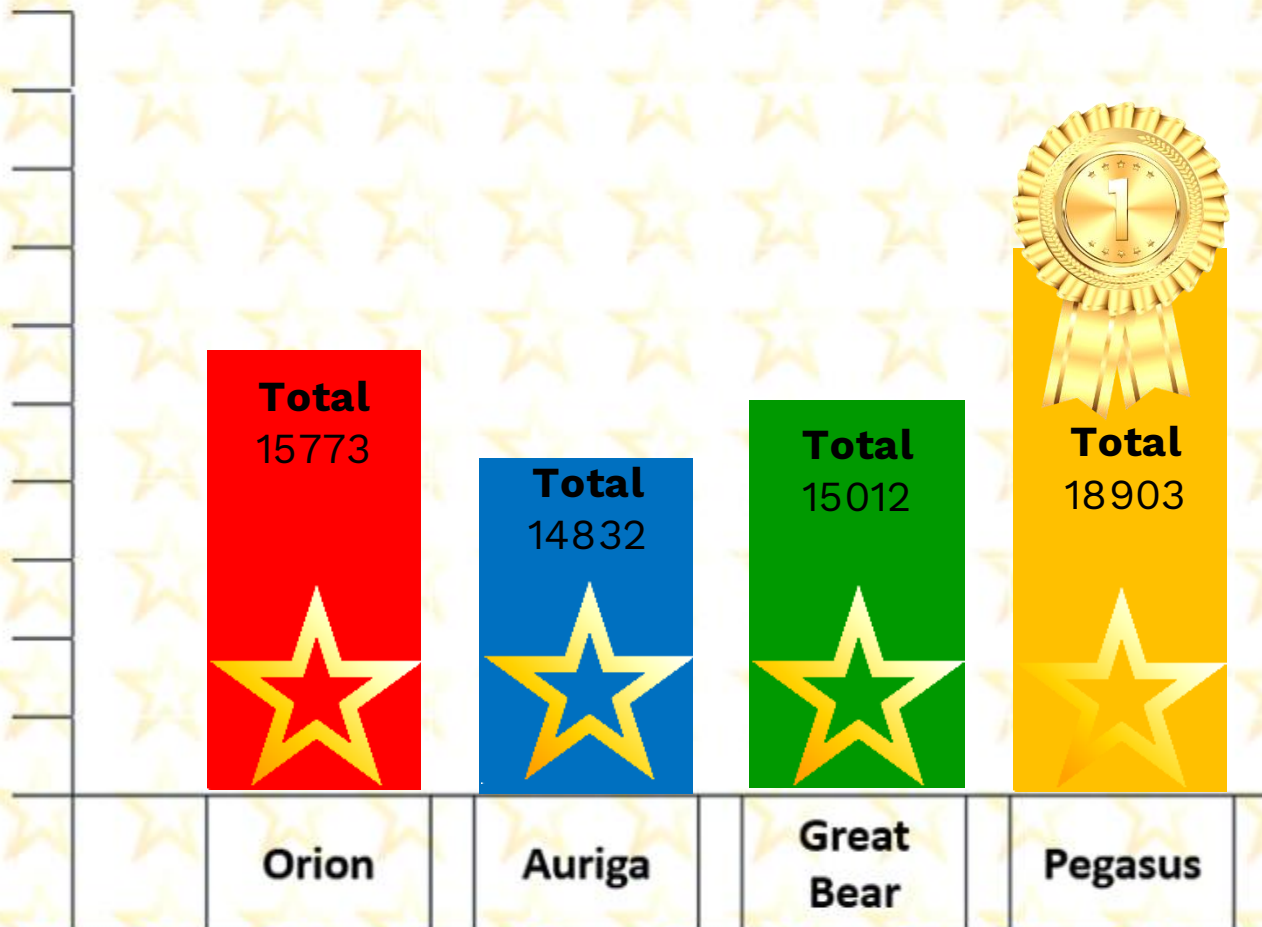 1
Total
15773
Total
14832
Total
15012
Total
18903
Orion
Auriga
Great
Bear
Pegasus